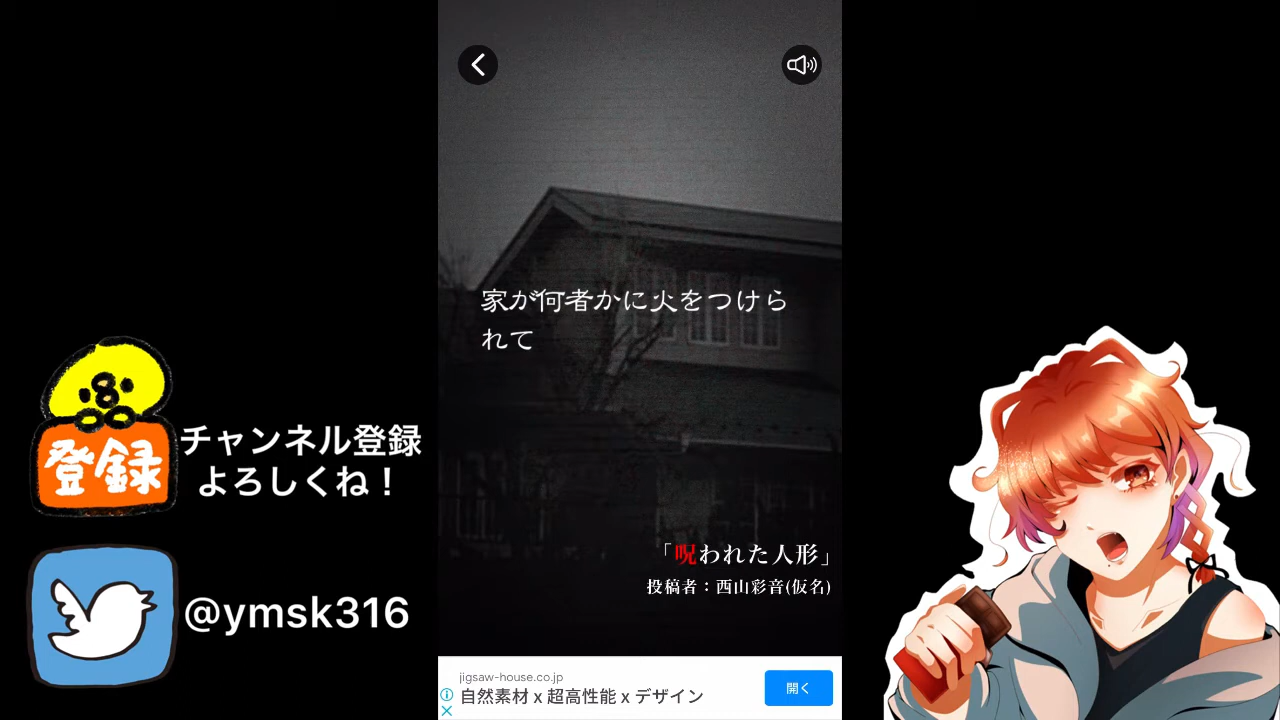 家が何者かに火をつけら
れて
「呪われた人形」
投稿者：西山彩音(仮名)
登録
チャンネル登録
よろしくね！
@ymsk316
jigsaw-house.co.jp
自然素材 x 超高性能 x デザイン
開く